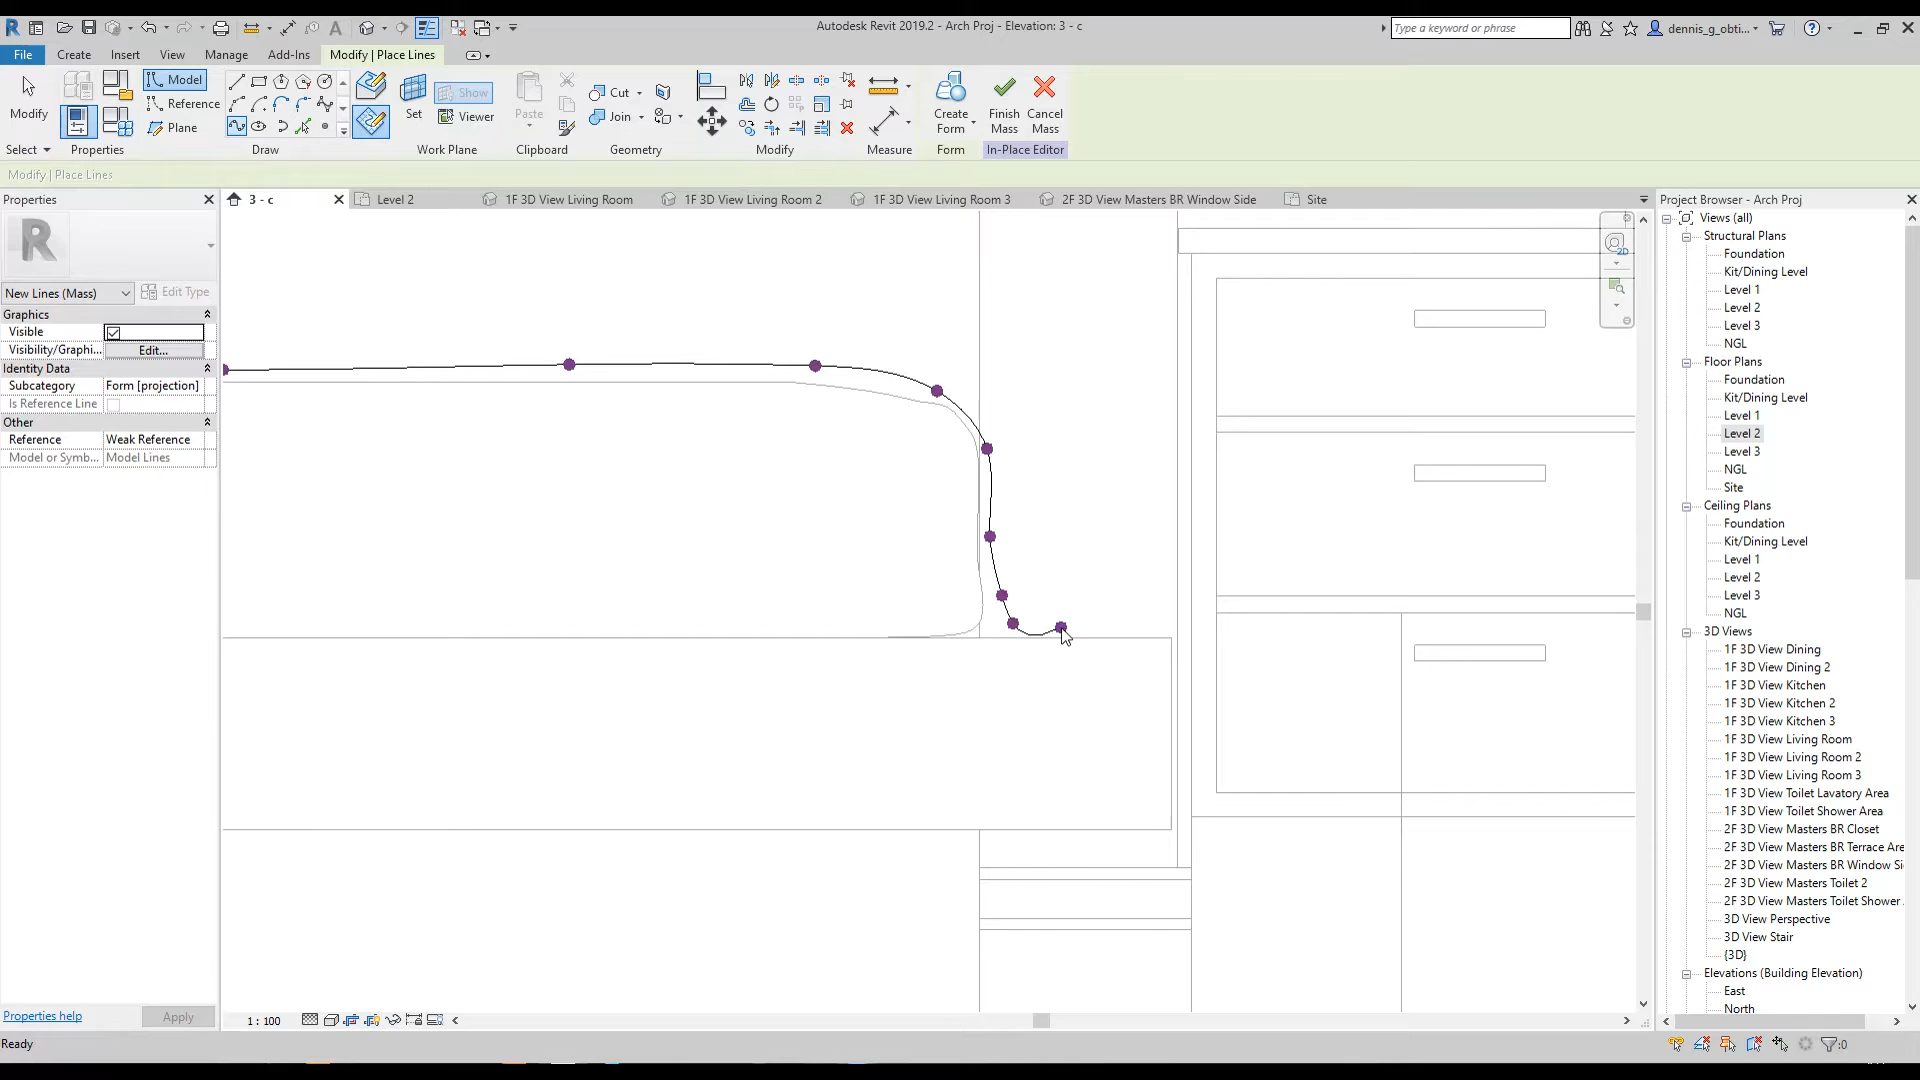 Autodesk Revit 2019.2 - Arch Proj - Elevation: 3 - c
Type a keyword or phrase
dennis_g_obti...
File
Create
Insert
View
Manage
Add-Ins
Modify | Place Lines
Modify
Model
Reference
Plane
Set
Show
Viewer
Paste
Cut
Join
Create Form
Finish Mass
Cancel Mass
Select
Properties
Draw
Work Plane
Clipboard
Geometry
Modify
Measure
Form
In-Place Editor
Modify | Place Lines
Properties
3 - c
Level 2
1F 3D View Living Room
1F 3D View Living Room 2
1F 3D View Living Room 3
2F 3D View Masters BR Window Side
Site
R
New Lines (Mass)
Edit Type
Graphics
Visible
Visibility/Graphi...
Edit...
Identity Data
Subcategory
Form [projection]
Is Reference Line
Other
Reference
Weak Reference
Model or Symb...
Model Lines
Properties help
Apply
2D
1 : 100
Project Browser - Arch Proj
Views (all)
Structural Plans
Foundation
Kit/Dining Level
Level 1
Level 2
Level 3
NGL
Floor Plans
Foundation
Kit/Dining Level
Level 1
Level 2
Level 3
NGL
Site
Ceiling Plans
Foundation
Kit/Dining Level
Level 1
Level 2
Level 3
NGL
3D Views
1F 3D View Dining
1F 3D View Dining 2
1F 3D View Kitchen
1F 3D View Kitchen 2
1F 3D View Kitchen 3
1F 3D View Living Room
1F 3D View Living Room 2
1F 3D View Living Room 3
1F 3D View Toilet Lavatory Area
1F 3D View Toilet Shower Area
2F 3D View Masters BR Closet
2F 3D View Masters BR Terrace Are
2F 3D View Masters BR Window Si
2F 3D View Masters Toilet 2
2F 3D View Masters Toilet Shower
3D View Perspective
3D View Stair
{3D}
Elevations (Building Elevation)
East
North
Ready
:0